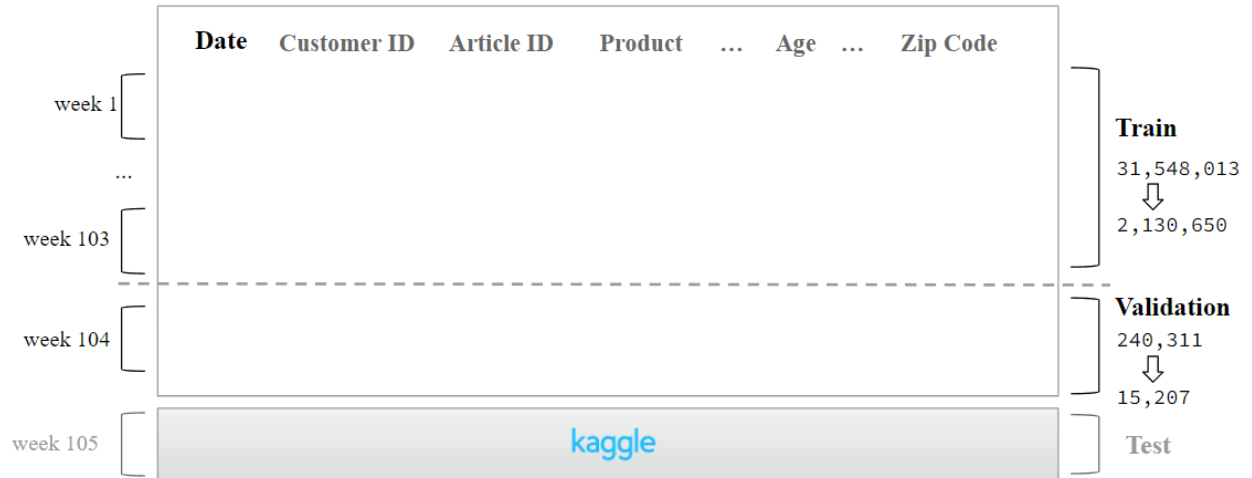 Date Customer ID Article ID Product ... Age ... Zip Code
week 1
...
week 103
Train
31,548,013
2,130,650
week 104
Validation
240,311
15,207
week 105
kaggle
Test